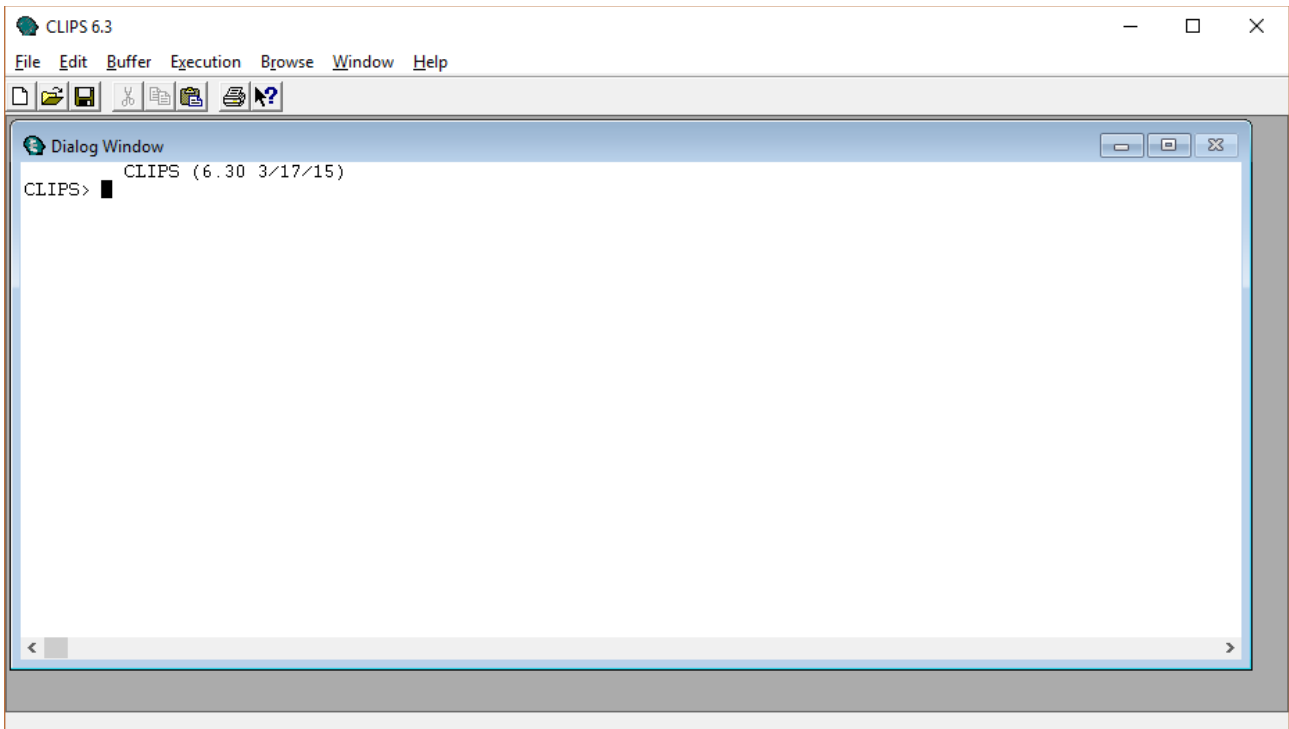 CLIPS 6.3
File Edit Buffer Execution Browse Window Help
Dialog Window
CLIPS (6.30 3/17/15)
CLIPS>